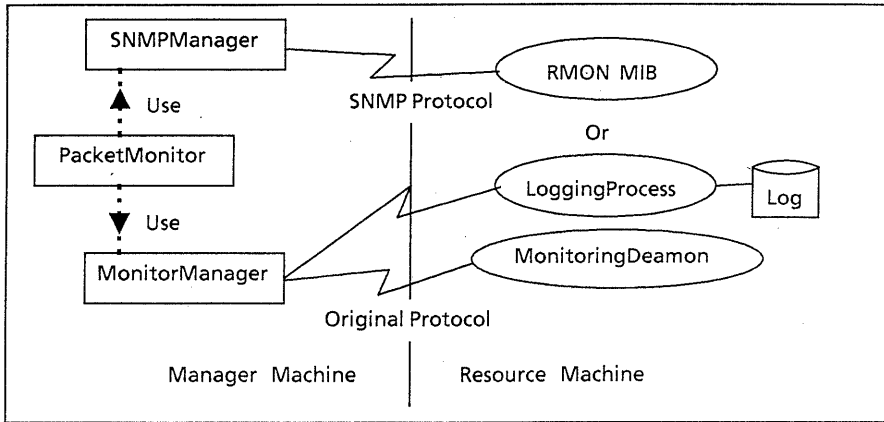 SNMPManager
RMON MIB
SNMP Protocol
Use
Or
PacketMonitor
LoggingProcess
Log
Use
MonitorManager
MonitoringDeamon
Original Protocol
Manager Machine
Resource Machine